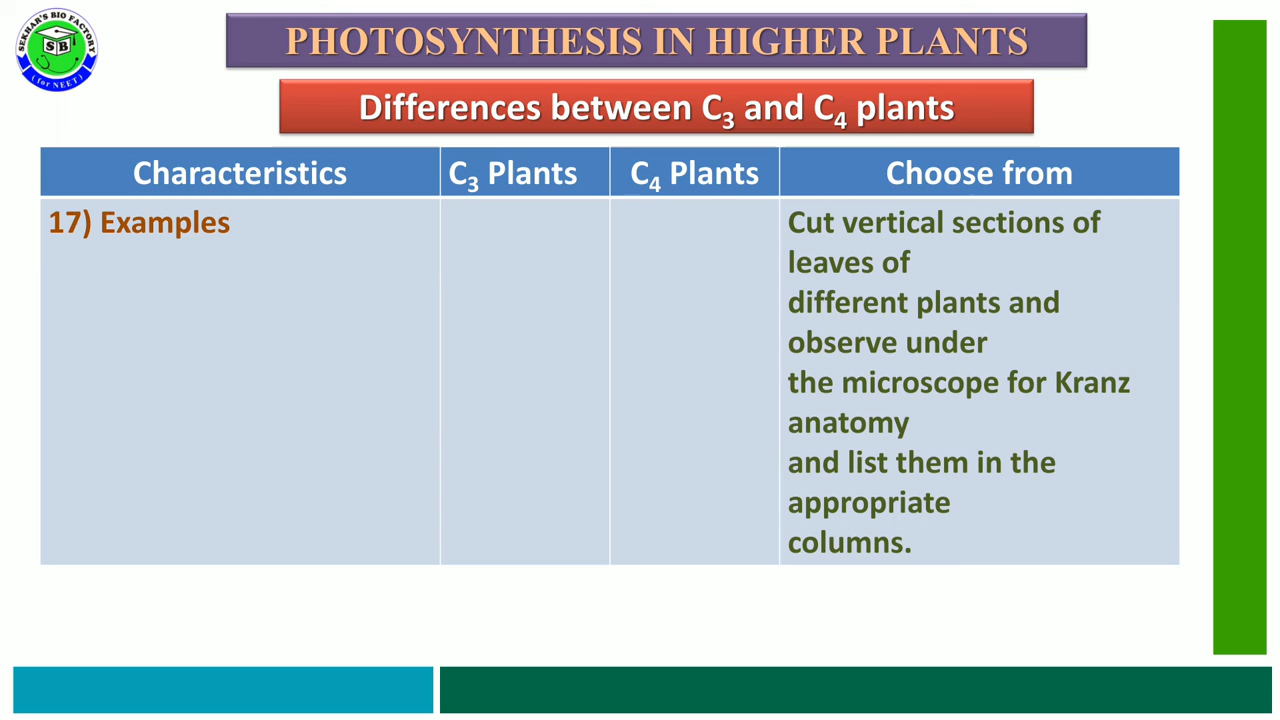 SEKHAR'S BIO FACTORY
S B
(for NEET)
PHOTOSYNTHESIS IN HIGHER PLANTS
Differences between C₃ and C₄ plants
Characteristics C₃ Plants C₄ Plants Choose from
17) Examples
Cut vertical sections of
leaves of
different plants and
observe under
the microscope for Kranz
anatomy
and list them in the
appropriate
columns.